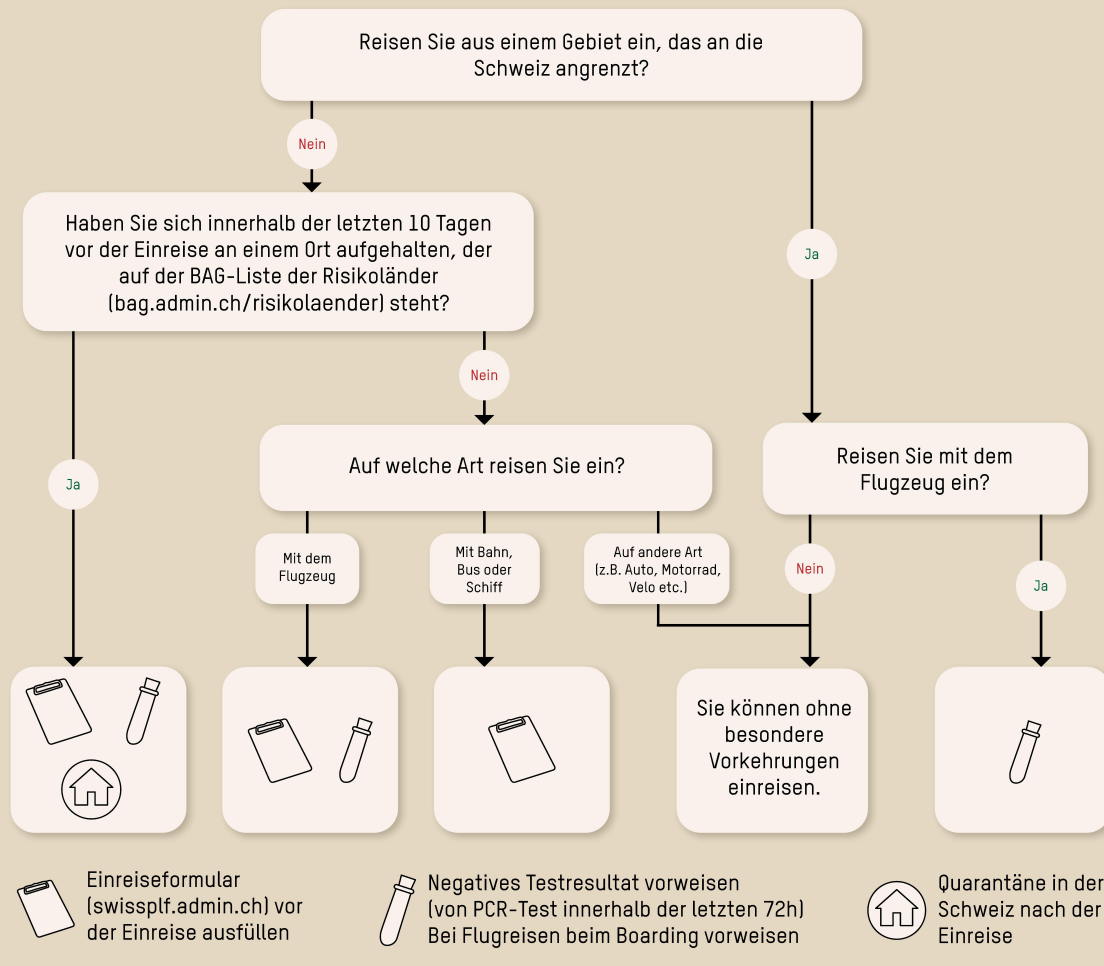 Reisen Sie aus einem Gebiet ein, das an die
Schweiz angrenzt?
Nein
Ja
Haben Sie sich innerhalb der letzten 10 Tagen
vor der Einreise an einem Ort aufgehalten, der
auf der BAG-Liste der Risikoländer
(bag.admin.ch/risikolaender) steht?
Nein
Ja
Auf welche Art reisen Sie ein?
Reisen Sie mit dem
Flugzeug ein?
Mit dem
Flugzeug
Mit Bahn,
Bus oder
Schiff
Auf andere Art
(z.B. Auto, Motorrad,
Velo etc.)
Nein
Ja
Sie können ohne
besondere
Vorkehrungen
einreisen.
Einreiseformular
(swissplf.admin.ch) vor
der Einreise ausfüllen
Negatives Testresultat vorweisen
(von PCR-Test innerhalb der letzten 72h)
Bei Flugreisen beim Boarding vorweisen
Quarantäne in der
Schweiz nach der
Einreise